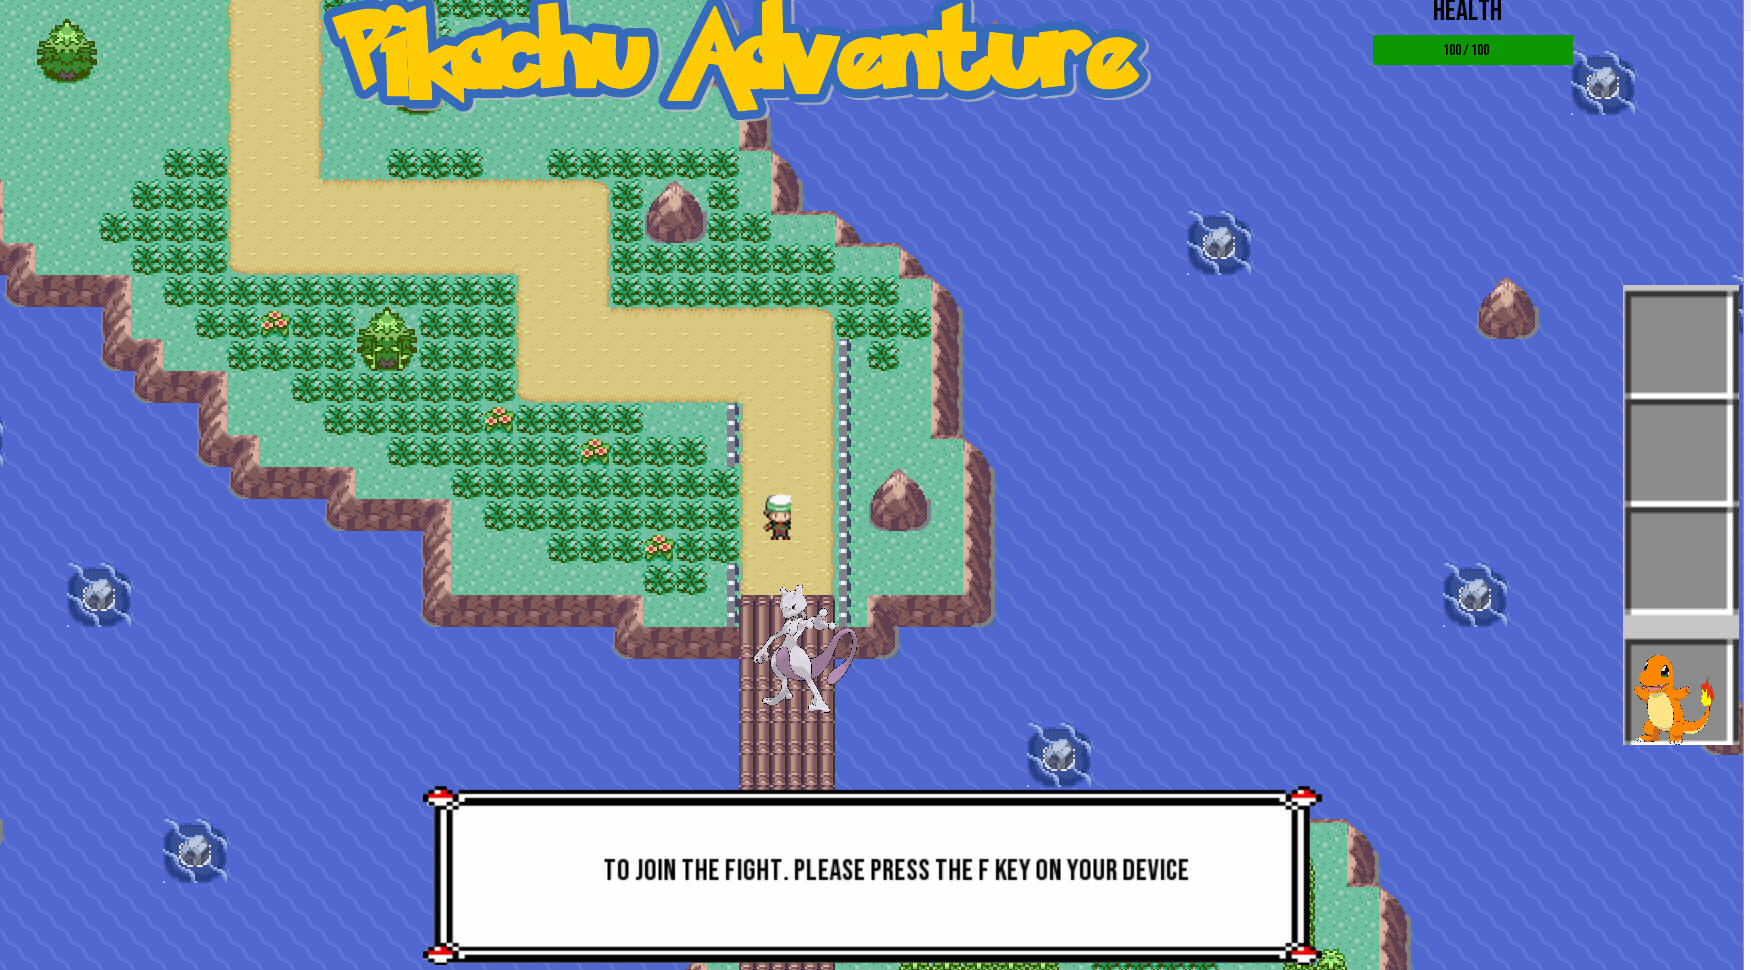 Pikachu Adventure
HEALTH
100 / 100
TO JOIN THE FIGHT. PLEASE PRESS THE F KEY ON YOUR DEVICE